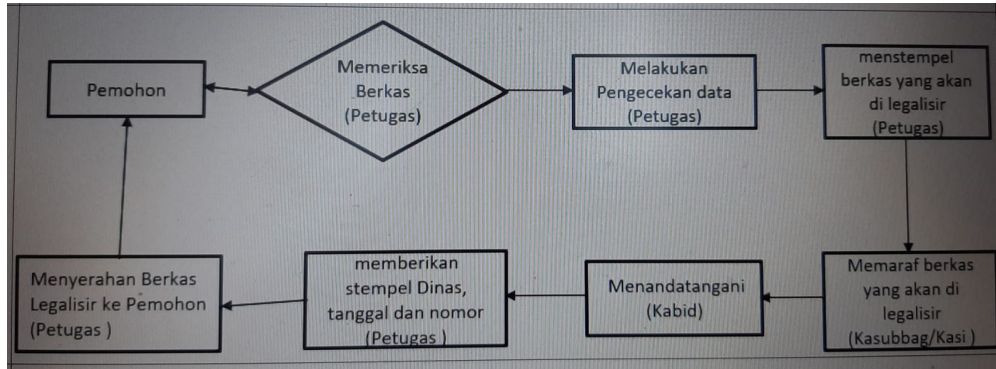 Pemohon
Memeriksa
Berkas
(Petugas)
Melakukan
Pengecekan data
(Petugas)
menstempel
berkas yang akan
di legalisir
(Petugas)
Memaraf berkas
yang akan di
legalisir
(Kasubbag/Kasi )
Menandatangani
(Kabid)
memberikan
stempel Dinas,
tanggal dan nomor
(Petugas )
Menyerahan Berkas
Legalisir ke Pemohon
(Petugas )